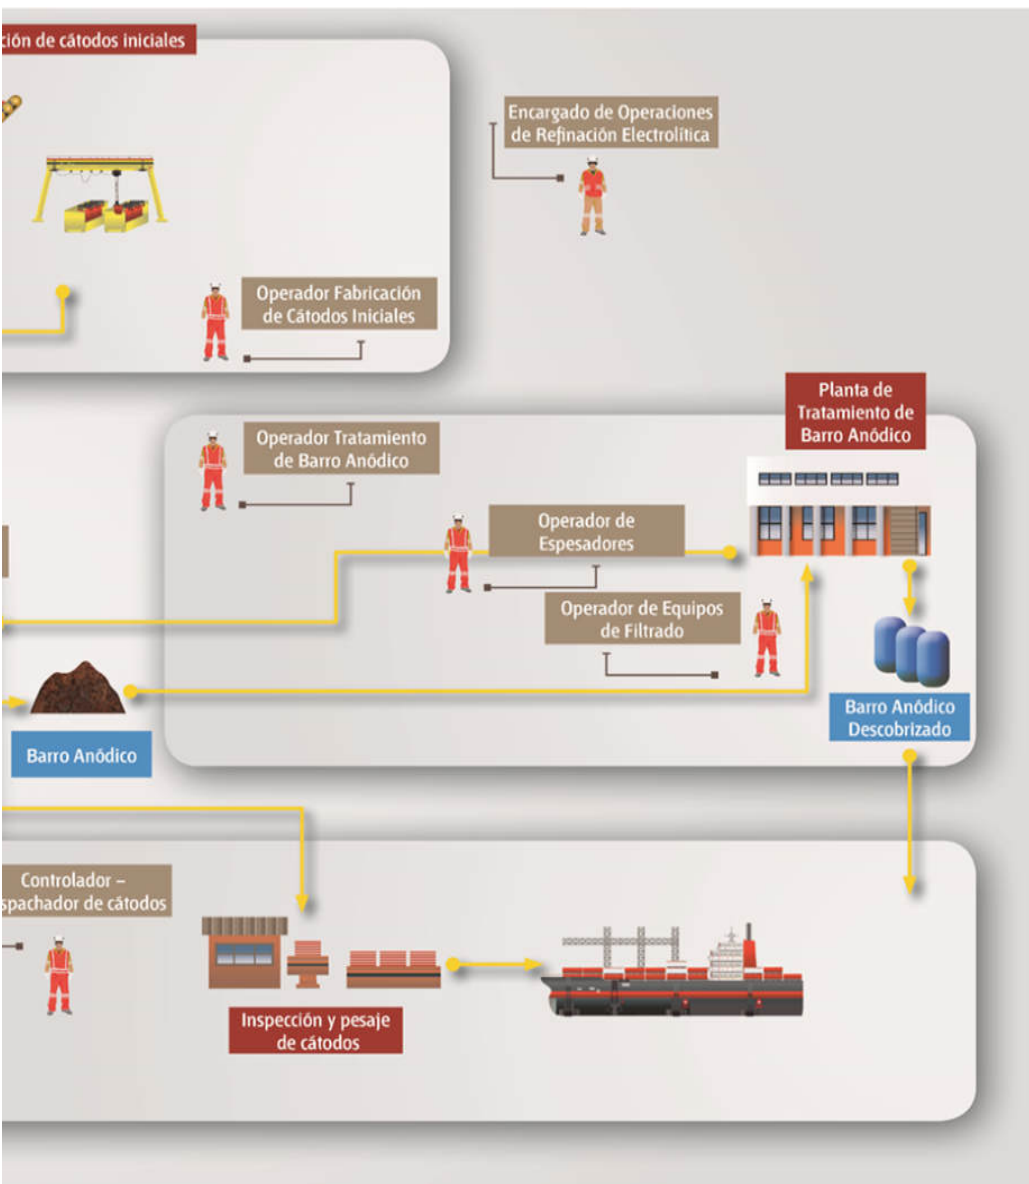 ción de cátodos iniciales
Encargado de Operaciones
de Refinación Electrolítica
Operador Fabricación
de Cátodos Iniciales
Planta de
Tratamiento de
Barro Anódico
Operador Tratamiento
de Barro Anódico
Operador de
Espesadores
Operador de Equipos
de Filtrado
Barro Anódico
Descobrizado
Barro Anódico
Controlador –
spachador de cátodos
Inspección y pesaje
de cátodos